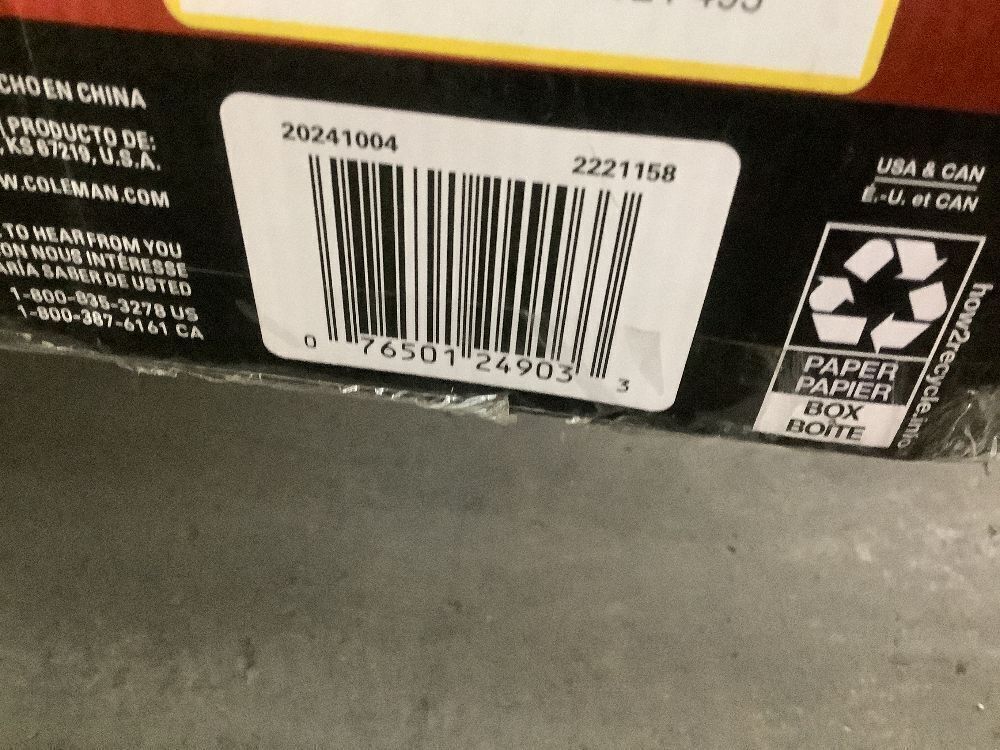 CHO EN CHINA
PRODUCTO DE:
, KS 67219, U.S.A.
W.COLEMAN.COM
TO HEAR FROM YOU
ON NOUS INTÉRESSE
ARÍA SABER DE USTED
1-800-835-3278 US
1-800-387-6161 CA
20241004
2221158
0 76501 24903 3
USA & CAN
É.-U. et CAN
PAPER
PAPIER
BOX
BOÎTE
how2recycle.info